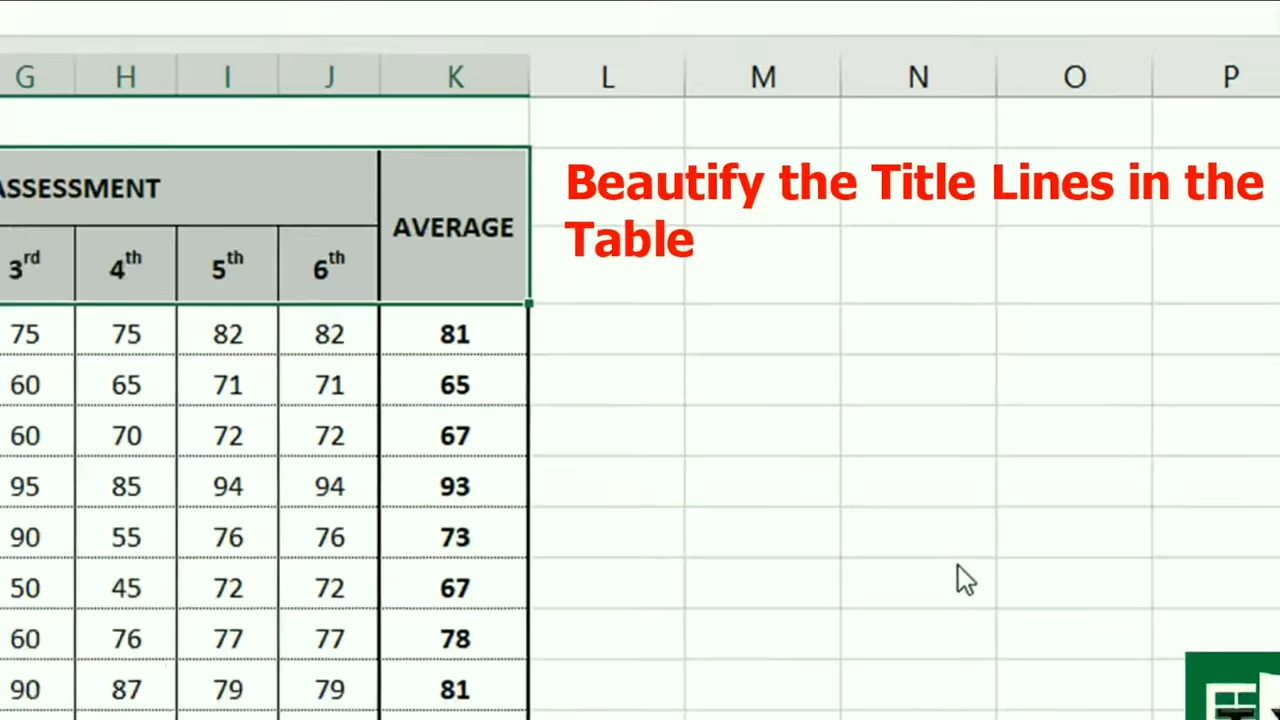 G H I J K L M N O P
ASSESSMENT
AVERAGE
Beautify the Title Lines in the
Table
3rd 4th 5th 6th
75 75 82 82 81
60 65 71 71 65
60 70 72 72 67
95 85 94 94 93
90 55 76 76 73
50 45 72 72 67
60 76 77 77 78
90 87 79 79 81